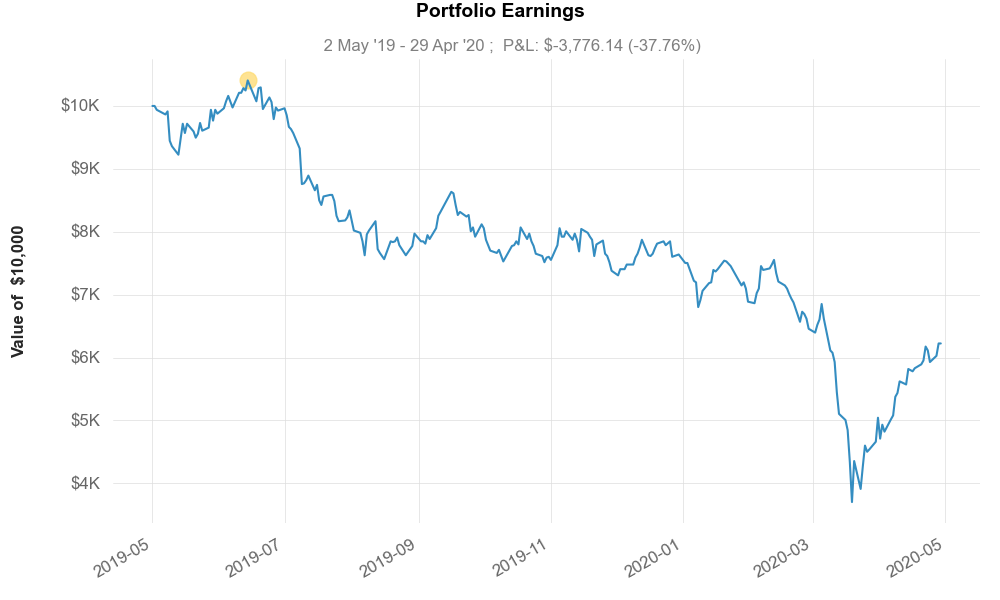 Portfolio Earnings
2 May '19 - 29 Apr '20 ;  P&L: $-3,776.14 (-37.76%)
Value of  $10,000
$10K
$9K
$8K
$7K
$6K
$5K
$4K
2019-05
2019-07
2019-09
2019-11
2020-01
2020-03
2020-05